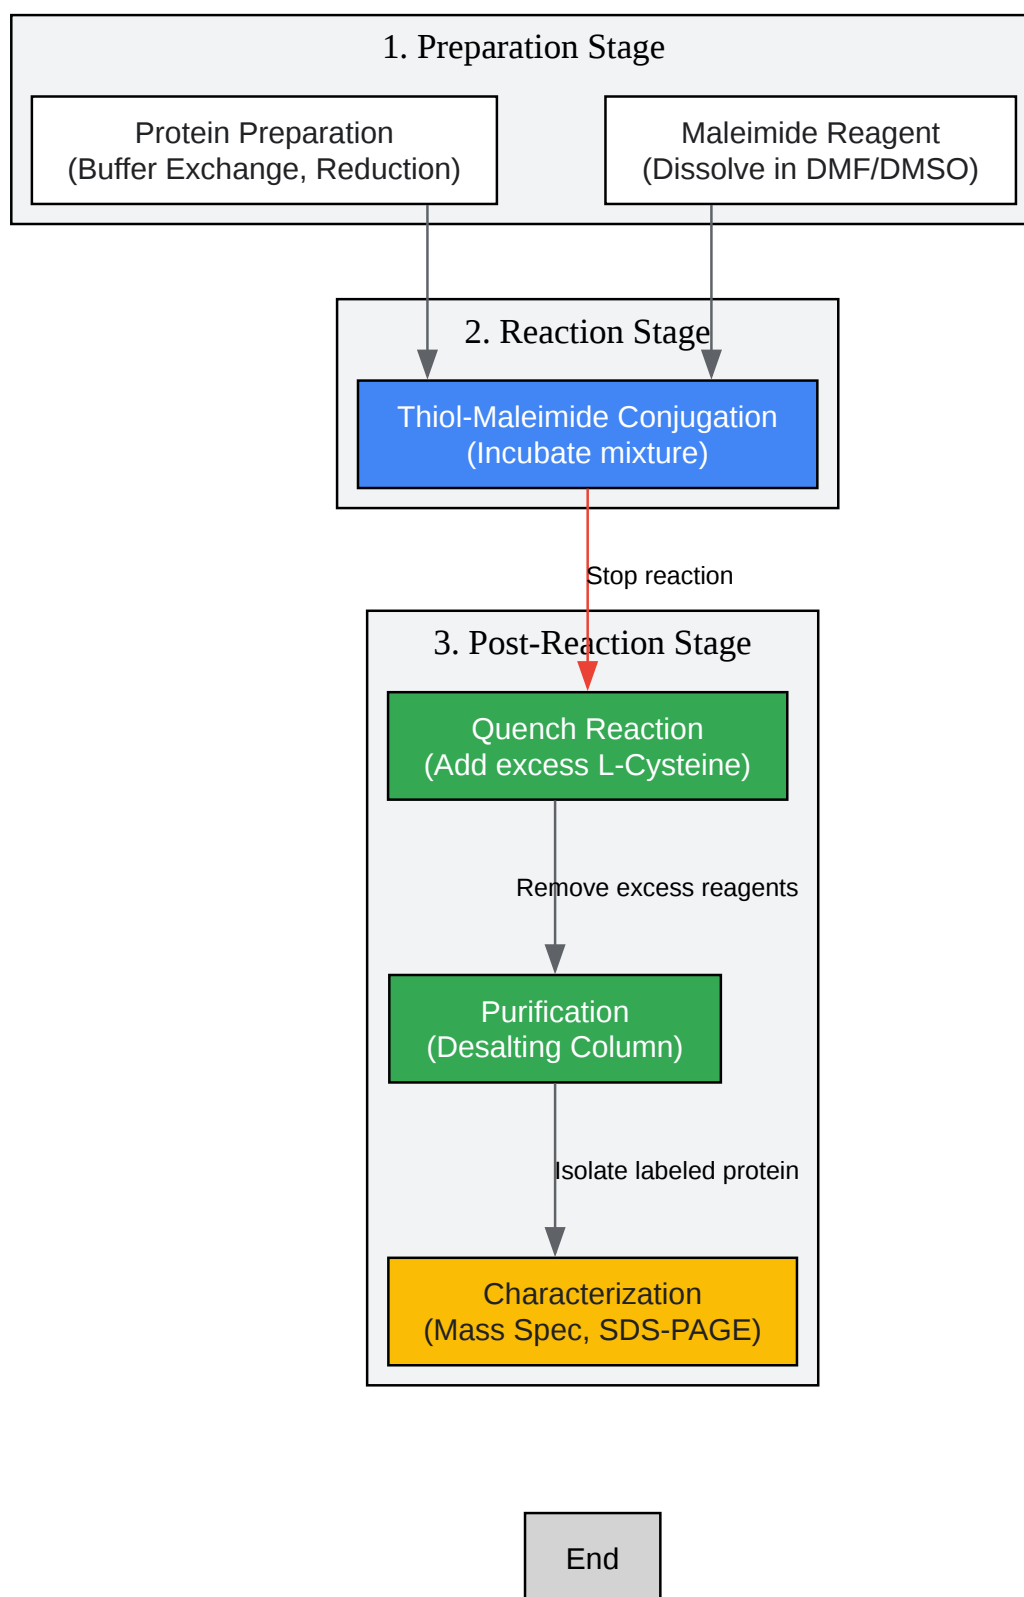 1. Preparation Stage
Protein Preparation
(Buffer Exchange, Reduction)
Maleimide Reagent
(Dissolve in DMF/DMSO)
2. Reaction Stage
Thiol-Maleimide Conjugation
(Incubate mixture)
Stop reaction
3. Post-Reaction Stage
Quench Reaction
(Add excess L-Cysteine)
Remove excess reagents
Purification
(Desalting Column)
Isolate labeled protein
Characterization
(Mass Spec, SDS-PAGE)
End